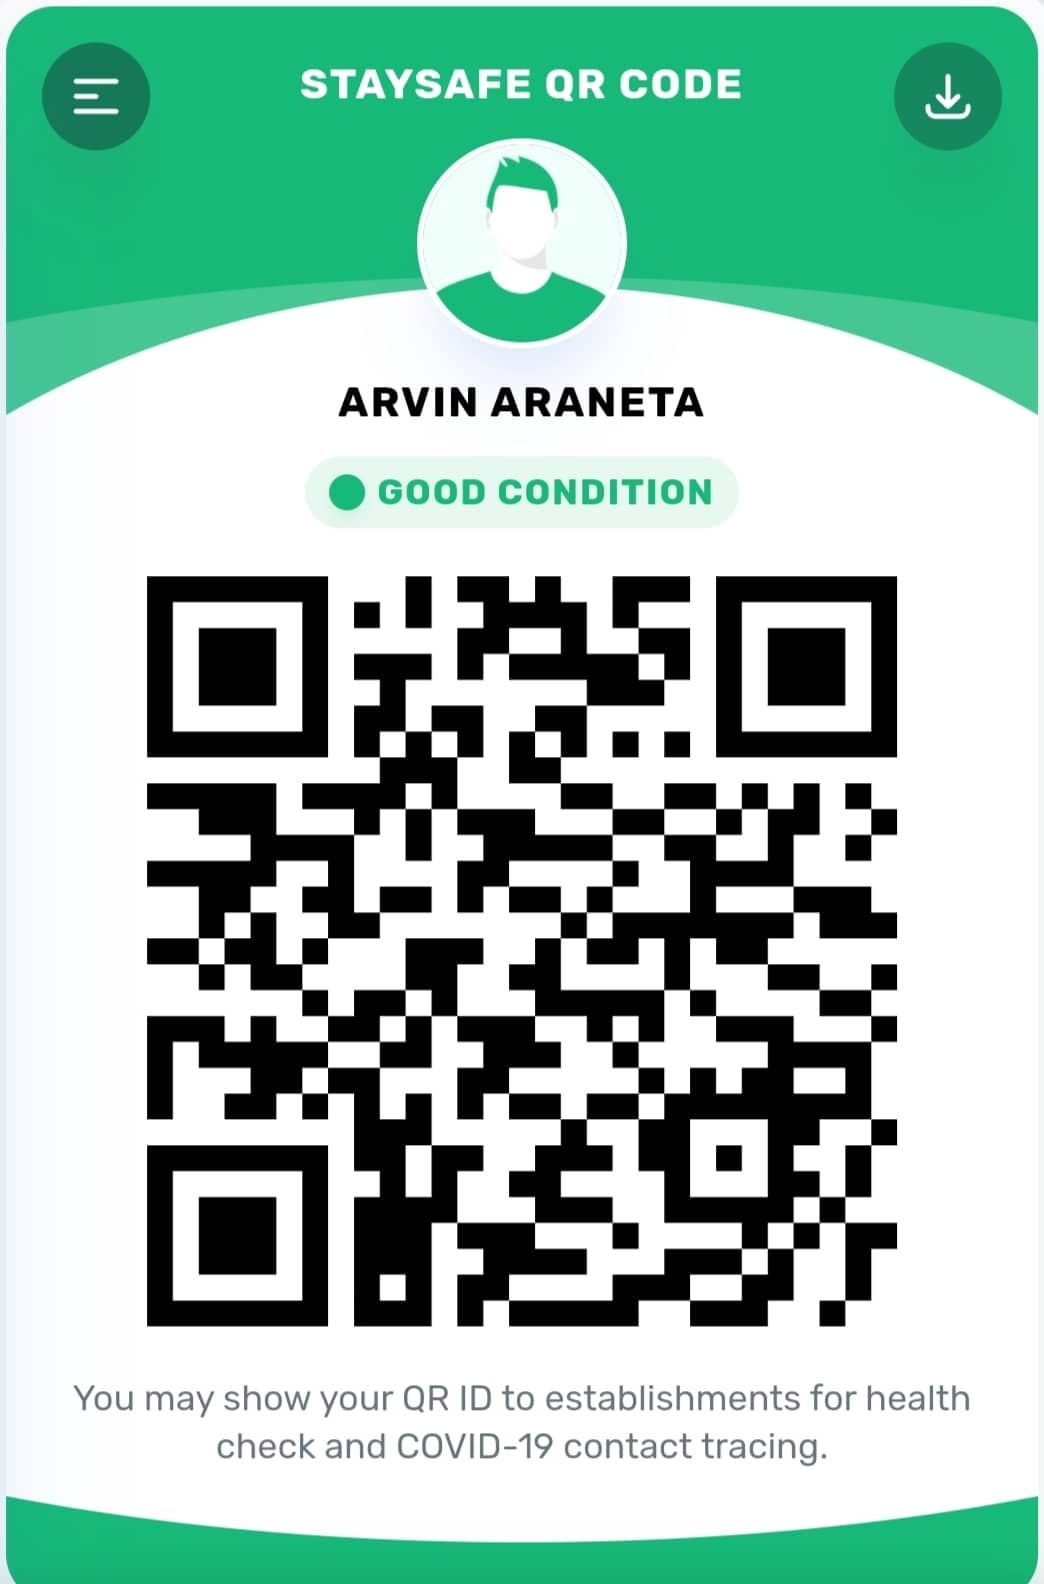 STAYSAFE QR CODE
ARVIN ARANETA
GOOD CONDITION
You may show your QR ID to establishments for health
check and COVID-19 contact tracing.